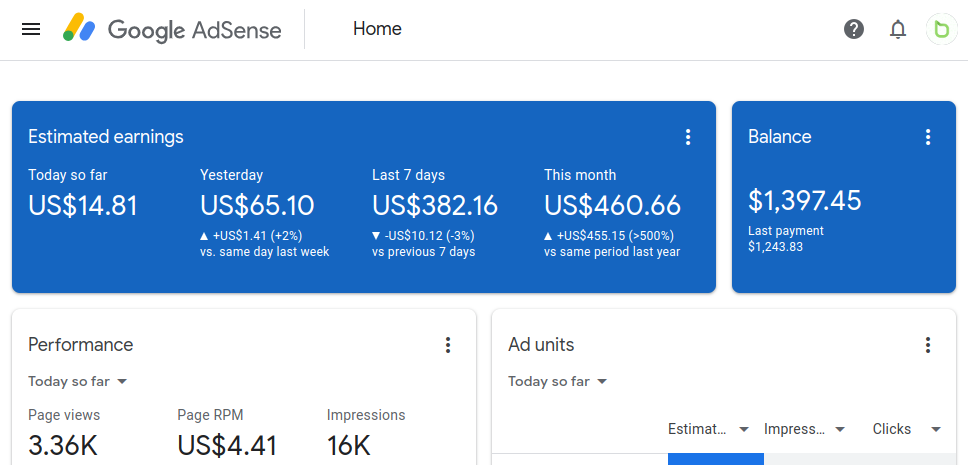 Google AdSense
Home
Estimated earnings
Today so far
US$14.81
Yesterday
US$65.10
+US$1.41 (+2%)
vs. same day last week
Last 7 days
US$382.16
-US$10.12 (-3%)
vs previous 7 days
This month
US$460.66
+US$455.15 (>500%)
vs same period last year
Balance
$1,397.45
Last payment
$1,243.83
Performance
Today so far
Page views
3.36K
Page RPM
US$4.41
Impressions
16K
Ad units
Today so far
Estimat...
Impress...
Clicks